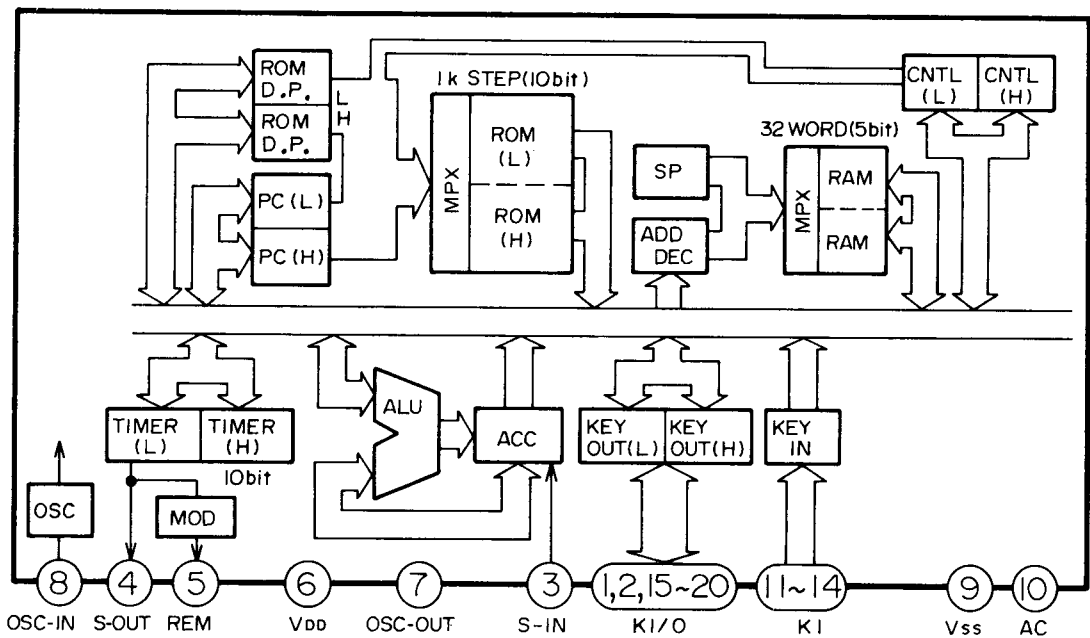 ROM
D.P.
L
H
ROM
D.P.
PC (L)
PC (H)
1k STEP(10bit)
MPX
ROM
(L)
ROM
(H)
SP
ADD
DEC
32 WORD(5bit)
MPX
RAM
RAM
CNTL
(L)
CNTL
(H)
TIMER
(L)
TIMER
(H)
10bit
ALU
ACC
KEY
OUT(L)
KEY
OUT(H)
KEY
IN
OSC
MOD
8
4
5
6
7
3
1,2,15~20
11~14
9
10
OSC-IN
S-OUT
REM
VDD
OSC-OUT
S-IN
KI/O
KI
Vss
AC